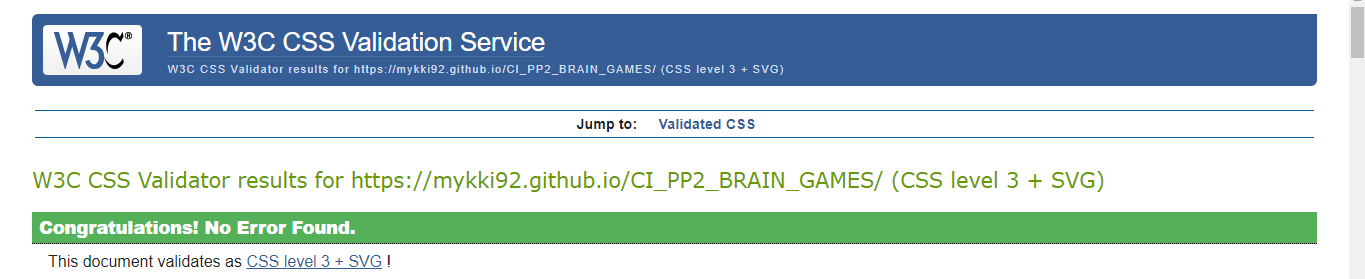 W3C®
The W3C CSS Validation Service
W3C CSS Validator results for https://mykki92.github.io/CI_PP2_BRAIN_GAMES/ (CSS level 3 + SVG)
Jump to: Validated CSS
W3C CSS Validator results for https://mykki92.github.io/CI_PP2_BRAIN_GAMES/ (CSS level 3 + SVG)
Congratulations! No Error Found.
This document validates as CSS level 3 + SVG !